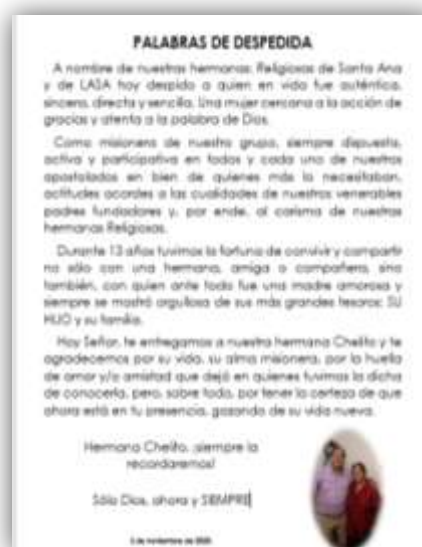 PALABRAS DE DESPEDIDA
A nombre de nuestras hermanas: Religiosas de Santa Ana
y de LASA hoy despido a quien en vida fue auténtica,
sincera, directa y sencilla. Una mujer cercana a la acción de
gracias y atenta a la palabra de Dios.
Como misionera de nuestro grupo, siempre dispuesta,
activa y participativa en todos y cada uno de nuestros
apostolados en bien de quienes más lo necesitaban,
actitudes acordes a las cualidades de nuestros venerables
padres fundadores y, por ende, al carisma de nuestras
hermanas Religiosas.
Durante 13 años tuvimos la fortuna de convivir y compartir
no sólo con una hermana, amiga o compañera, sino
también, con quien ante todo fue una madre amorosa y
siempre se mostró orgullosa de sus más grandes tesoros: SU
HIJO y su familia.
Hoy Señor, te entregamos a nuestra hermana Chelito y te
agradecemos por su vida, su alma misionera, por la huella
de amor y/o amistad que dejó en quienes tuvimos la dicha
de conocerla, pero, sobre todo, por tener la certeza de que
ahora está en tu presencia, gozando de su vida nueva.
Hermana Chelito, ¡siempre la
recordaremos!
Sólo Dios, ahora y SIEMPRE
de noviembre de 2020